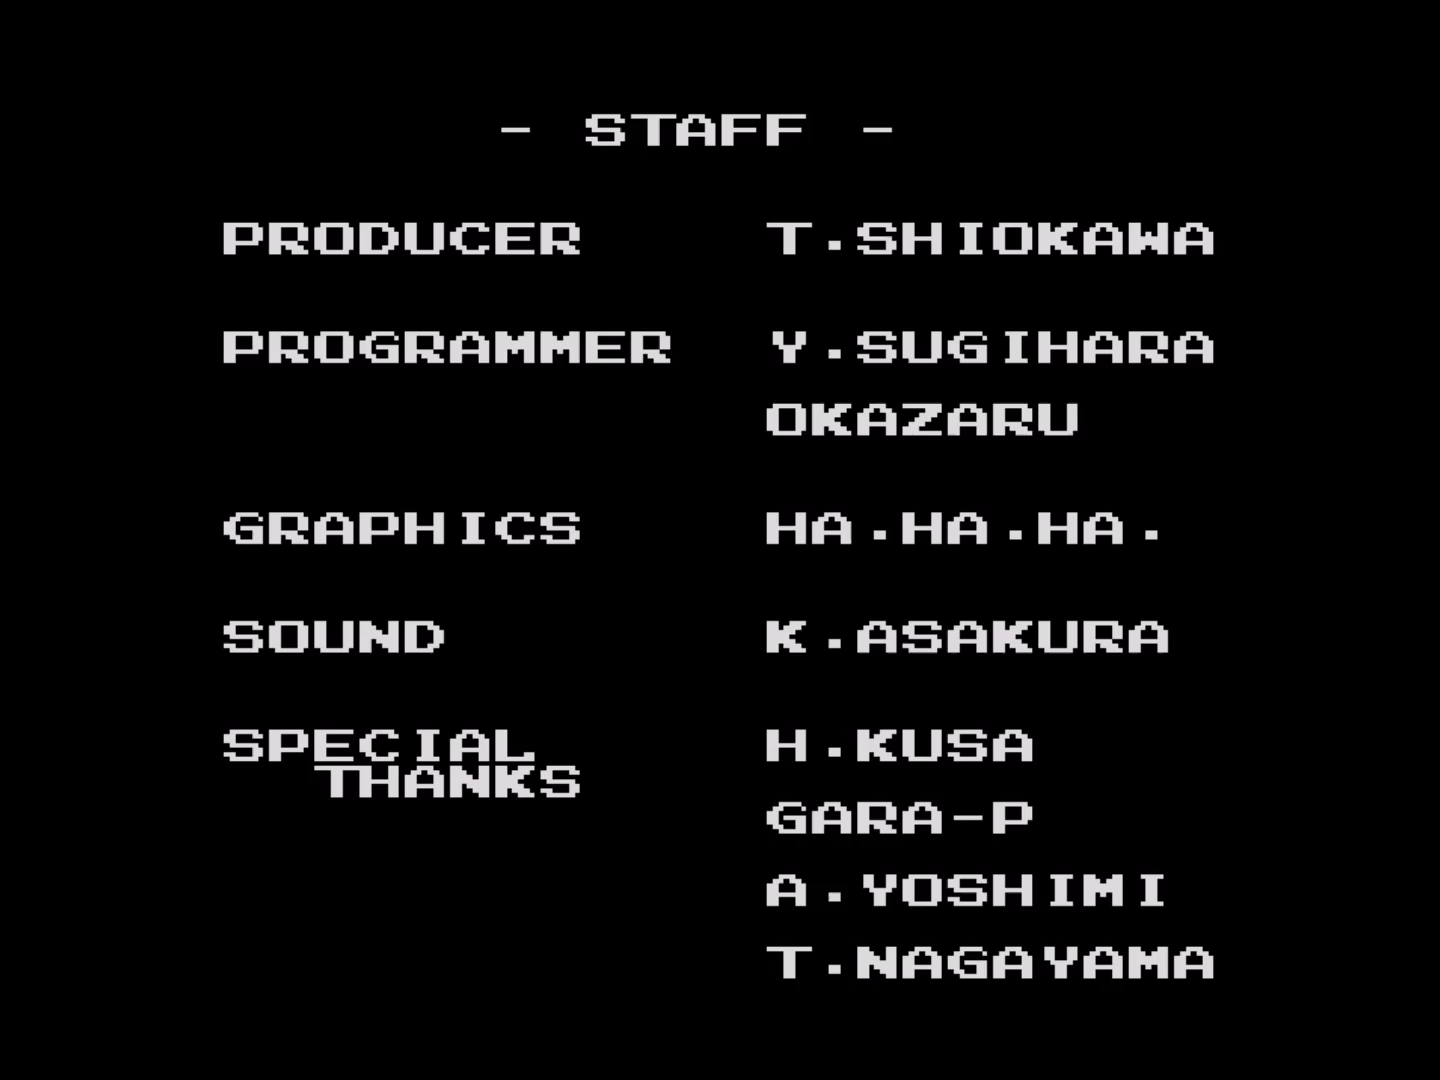 - STAFF -
PRODUCER T.SHIOKAWA
PROGRAMMER Y.SUGIHARA
OKAZARU
GRAPHICS HA.HA.HA.
SOUND K.ASAKURA
SPECIAL H.KUSA
THANKS
GARA-P
A.YOSHIMI
T.NAGAYAMA